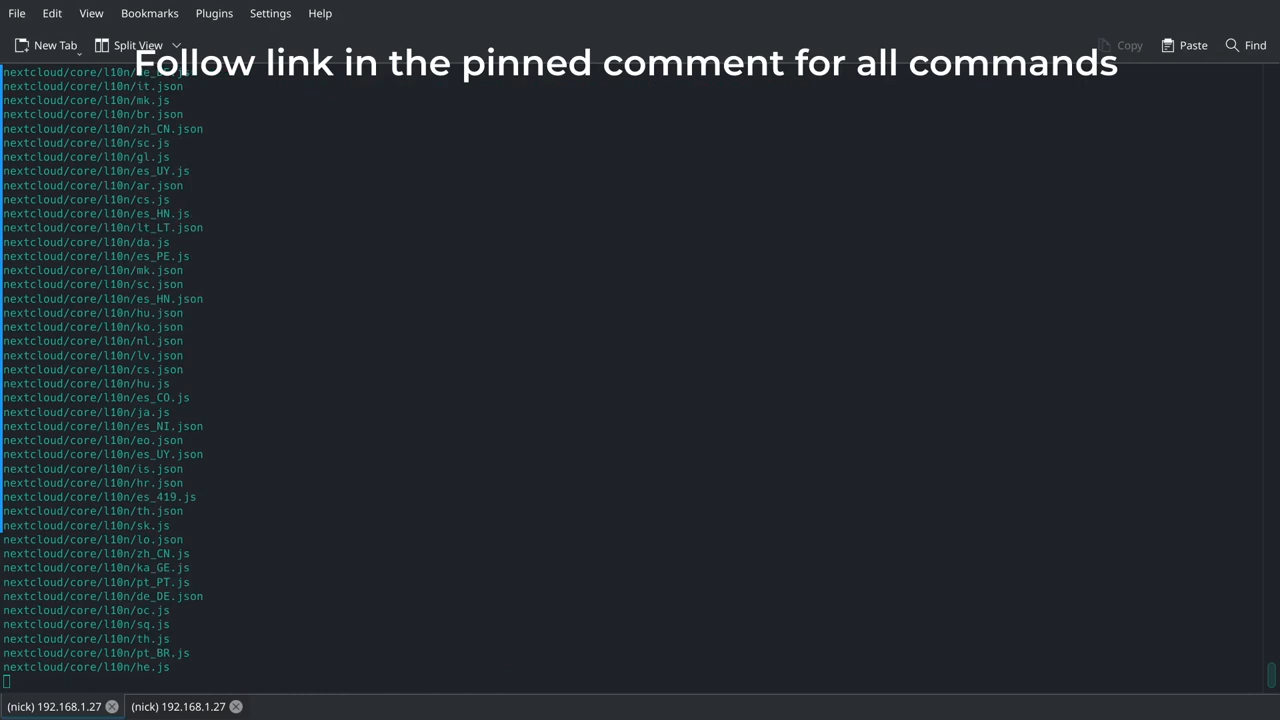 File Edit View Bookmarks Plugins Settings Help
New Tab Split View Copy Paste Find
Follow link in the pinned comment for all commands
nextcloud/core/l10n/it.json
nextcloud/core/l10n/mk.js
nextcloud/core/l10n/br.json
nextcloud/core/l10n/zh_CN.json
nextcloud/core/l10n/sc.js
nextcloud/core/l10n/gl.js
nextcloud/core/l10n/es_UY.js
nextcloud/core/l10n/ar.json
nextcloud/core/l10n/cs.js
nextcloud/core/l10n/es_HN.js
nextcloud/core/l10n/lt_LT.json
nextcloud/core/l10n/da.js
nextcloud/core/l10n/es_PE.js
nextcloud/core/l10n/mk.json
nextcloud/core/l10n/sc.json
nextcloud/core/l10n/es_HN.json
nextcloud/core/l10n/hu.json
nextcloud/core/l10n/ko.json
nextcloud/core/l10n/nl.json
nextcloud/core/l10n/lv.json
nextcloud/core/l10n/cs.json
nextcloud/core/l10n/hu.js
nextcloud/core/l10n/es_CO.js
nextcloud/core/l10n/ja.js
nextcloud/core/l10n/es_NI.json
nextcloud/core/l10n/eo.json
nextcloud/core/l10n/es_UY.json
nextcloud/core/l10n/is.json
nextcloud/core/l10n/hr.json
nextcloud/core/l10n/es_419.js
nextcloud/core/l10n/th.json
nextcloud/core/l10n/sk.js
nextcloud/core/l10n/lo.json
nextcloud/core/l10n/zh_CN.js
nextcloud/core/l10n/ka_GE.js
nextcloud/core/l10n/pt_PT.js
nextcloud/core/l10n/de_DE.json
nextcloud/core/l10n/oc.js
nextcloud/core/l10n/sq.js
nextcloud/core/l10n/th.js
nextcloud/core/l10n/pt_BR.js
nextcloud/core/l10n/he.js
(nick) 192.168.1.27 (nick) 192.168.1.27